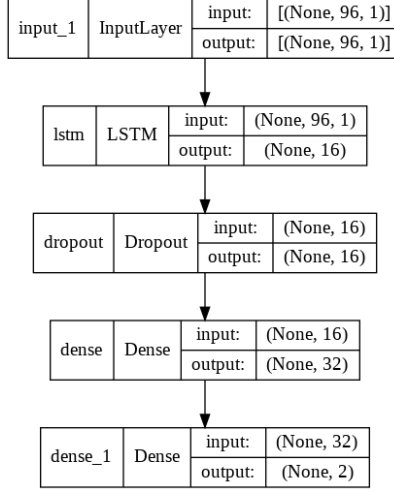 input_1 InputLayer input: [(None, 96, 1)]
output: [(None, 96, 1)]
lstm LSTM input: (None, 96, 1)
output: (None, 16)
dropout Dropout input: (None, 16)
output: (None, 16)
dense Dense input: (None, 16)
output: (None, 32)
dense_1 Dense input: (None, 32)
output: (None, 2)